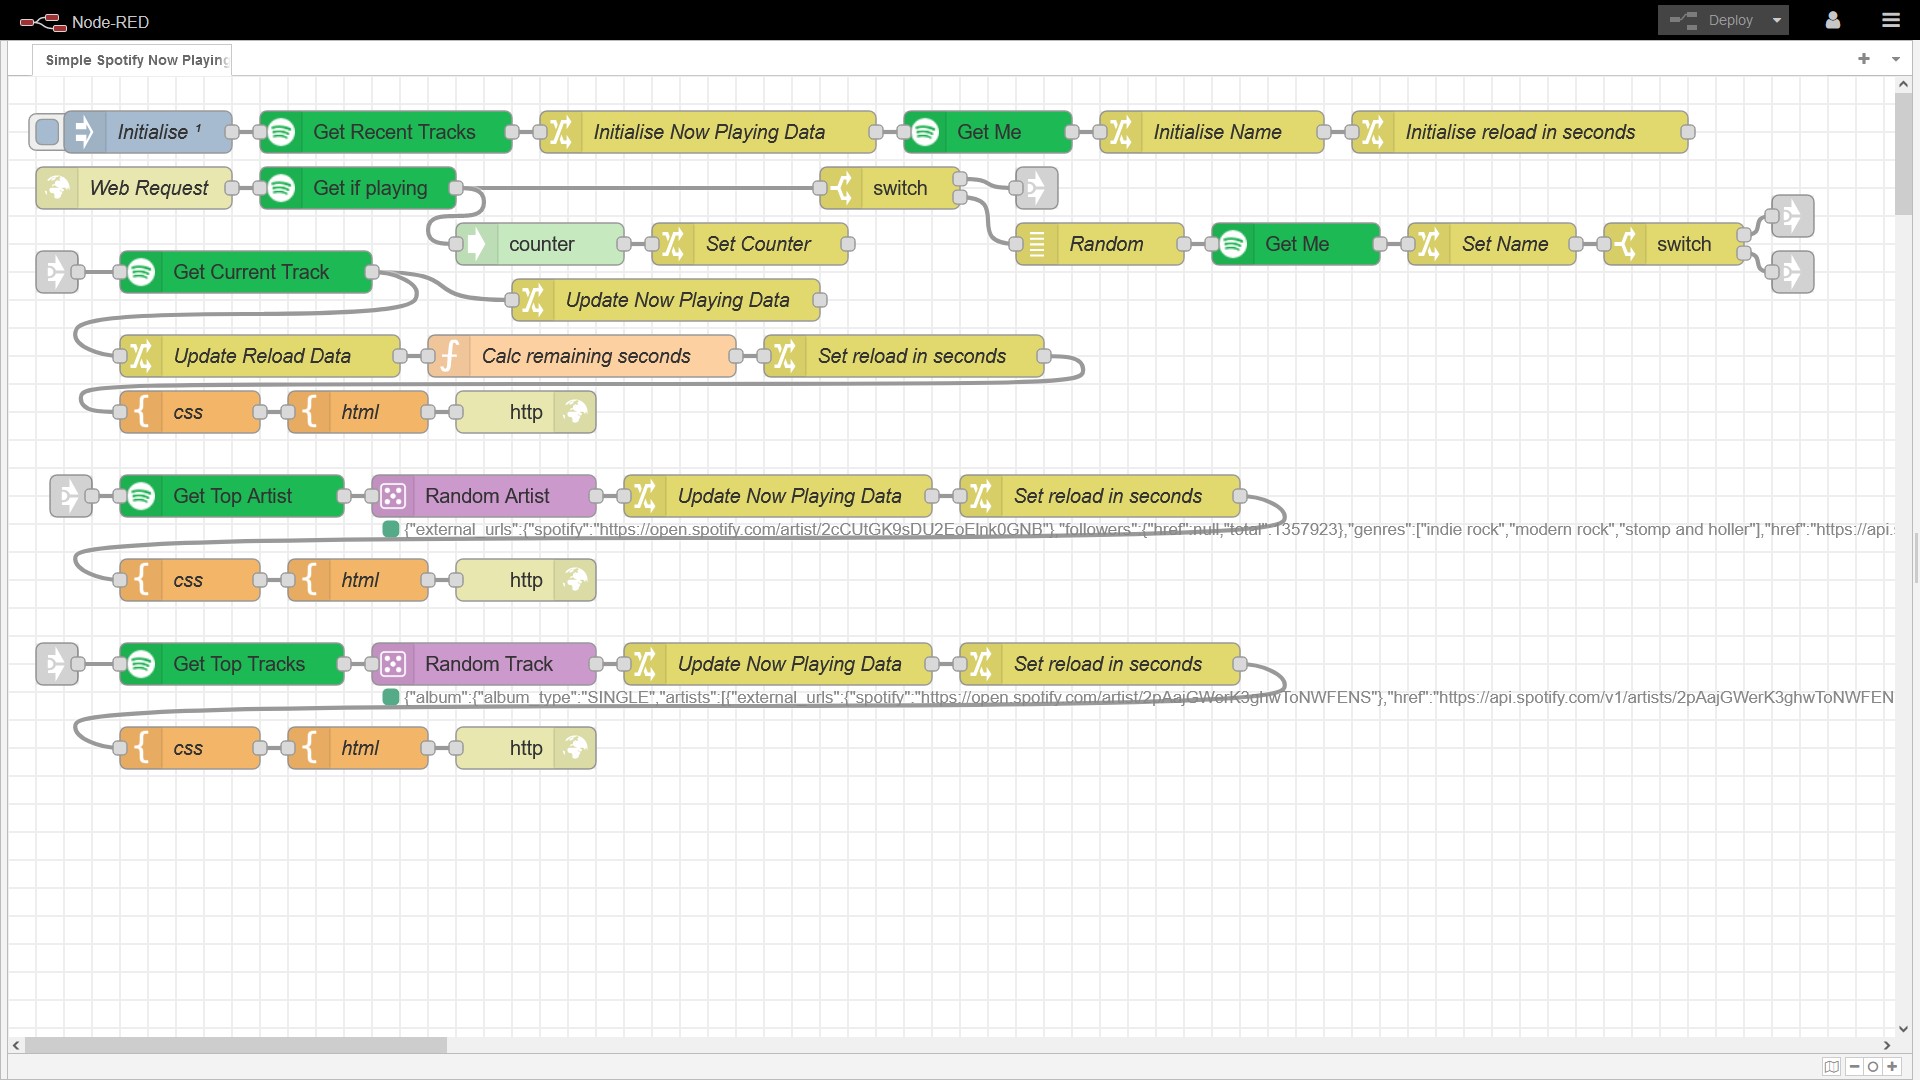 Node-RED
Deploy
Simple Spotify Now Playing
Initialise ¹
Get Recent Tracks
Initialise Now Playing Data
Get Me
Initialise Name
Initialise reload in seconds
Web Request
Get if playing
switch
counter
Set Counter
Random
Get Me
Set Name
switch
Get Current Track
Update Now Playing Data
Update Reload Data
Calc remaining seconds
Set reload in seconds
css
html
http
Get Top Artist
Random Artist
Update Now Playing Data
Set reload in seconds
{"external_urls":{"spotify":"https://open.spotify.com/artist/2cCUtGK9sDU2EoElnk0GNB"},"followers":{"href":null,"total":1357923},"genres":["indie rock","modern rock","stomp and holler"],"href":"https://api.
css
html
http
Get Top Tracks
Random Track
Update Now Playing Data
Set reload in seconds
{"album":{"album_type":"SINGLE","artists":[{"external_urls":{"spotify":"https://open.spotify.com/artist/2pAajGWerK3ghwToNWFENS"},"href":"https://api.spotify.com/v1/artists/2pAajGWerK3ghwToNWFEN
css
html
http